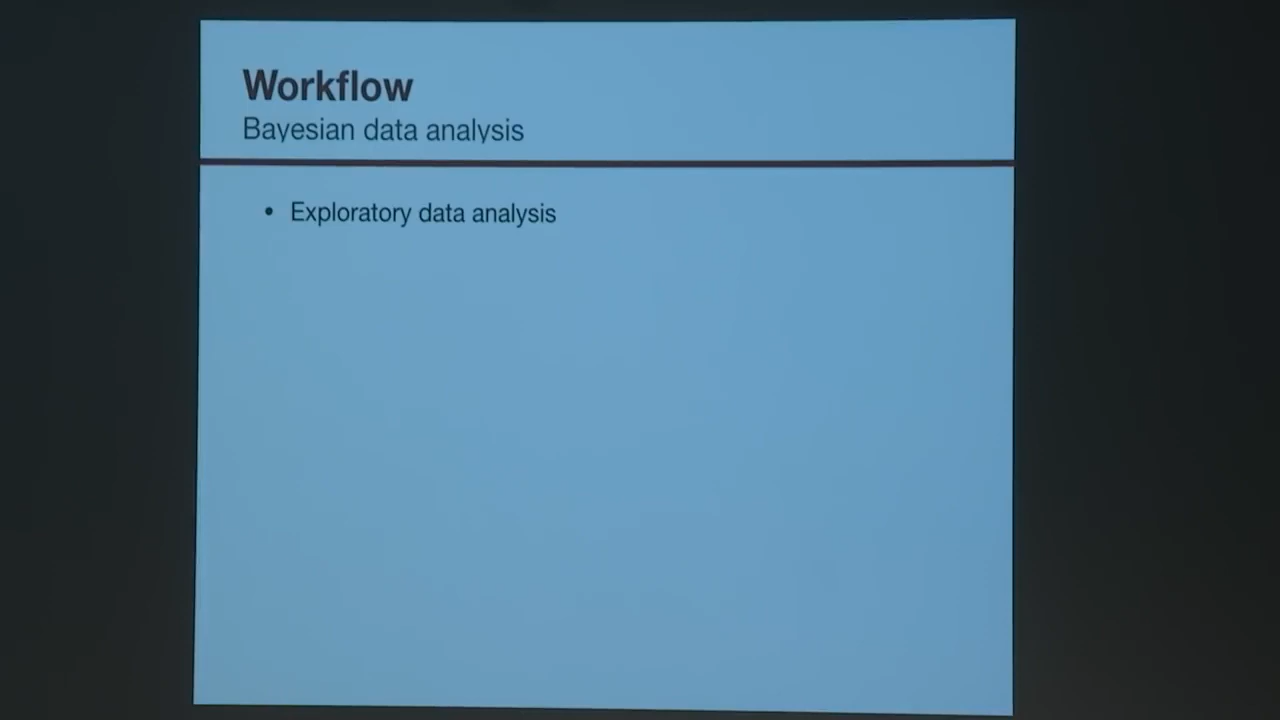 Workflow
Bayesian data analysis
• Exploratory data analysis